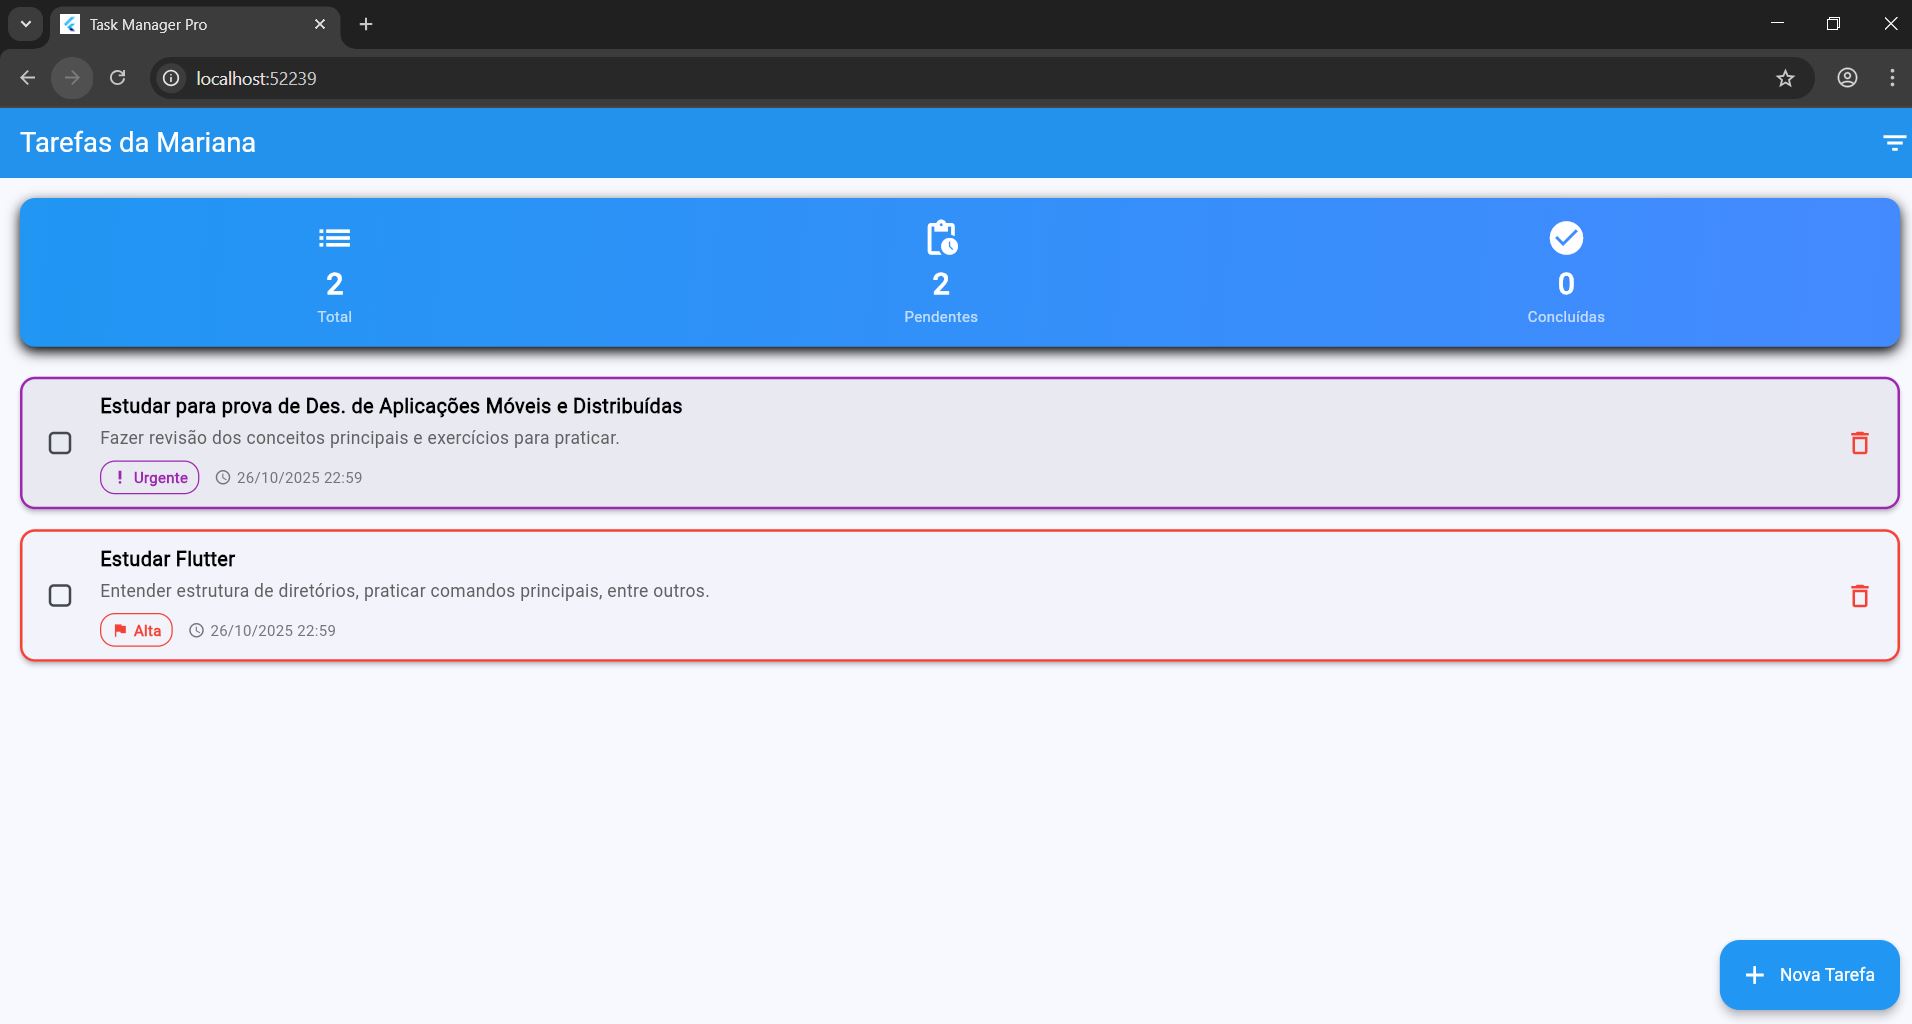 Task Manager Pro
localhost:52239
Tarefas da Mariana
2
Total
2
Pendentes
0
Concluídas
Estudar para prova de Des. de Aplicações Móveis e Distribuídas
Fazer revisão dos conceitos principais e exercícios para praticar.
! Urgente 26/10/2025 22:59
Estudar Flutter
Entender estrutura de diretórios, praticar comandos principais, entre outros.
Alta 26/10/2025 22:59
+ Nova Tarefa